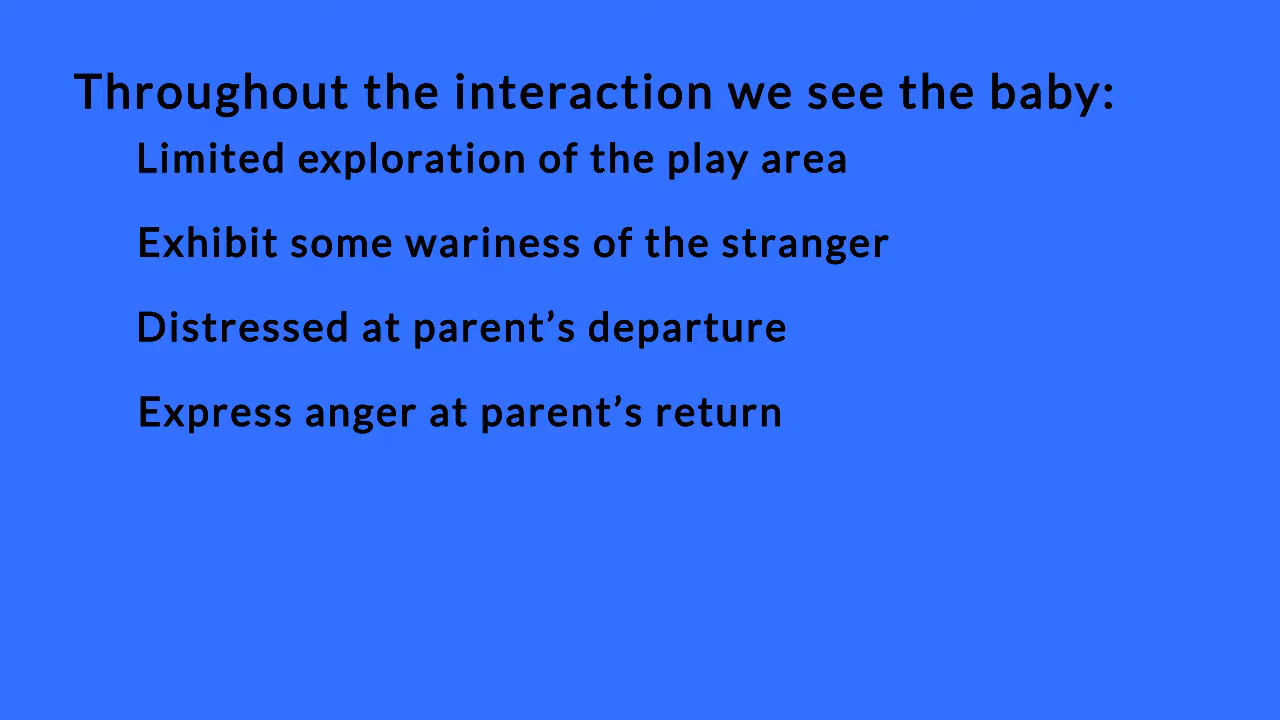 Throughout the interaction we see the baby:
Limited exploration of the play area
Exhibit some wariness of the stranger
Distressed at parent’s departure
Express anger at parent’s return